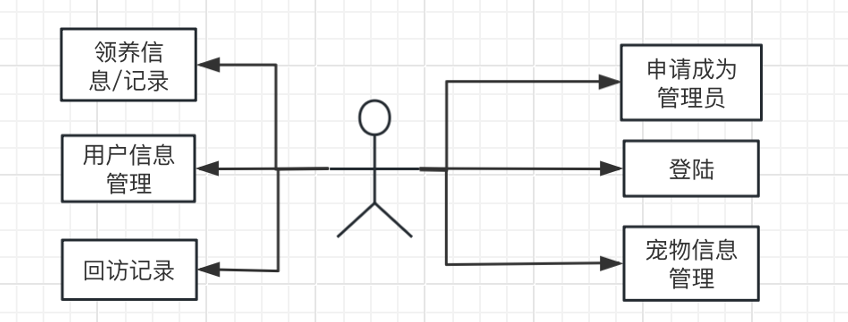 领养信
息/记录
用户信息
管理
回访记录
申请成为
管理员
登陆
宠物信息
管理